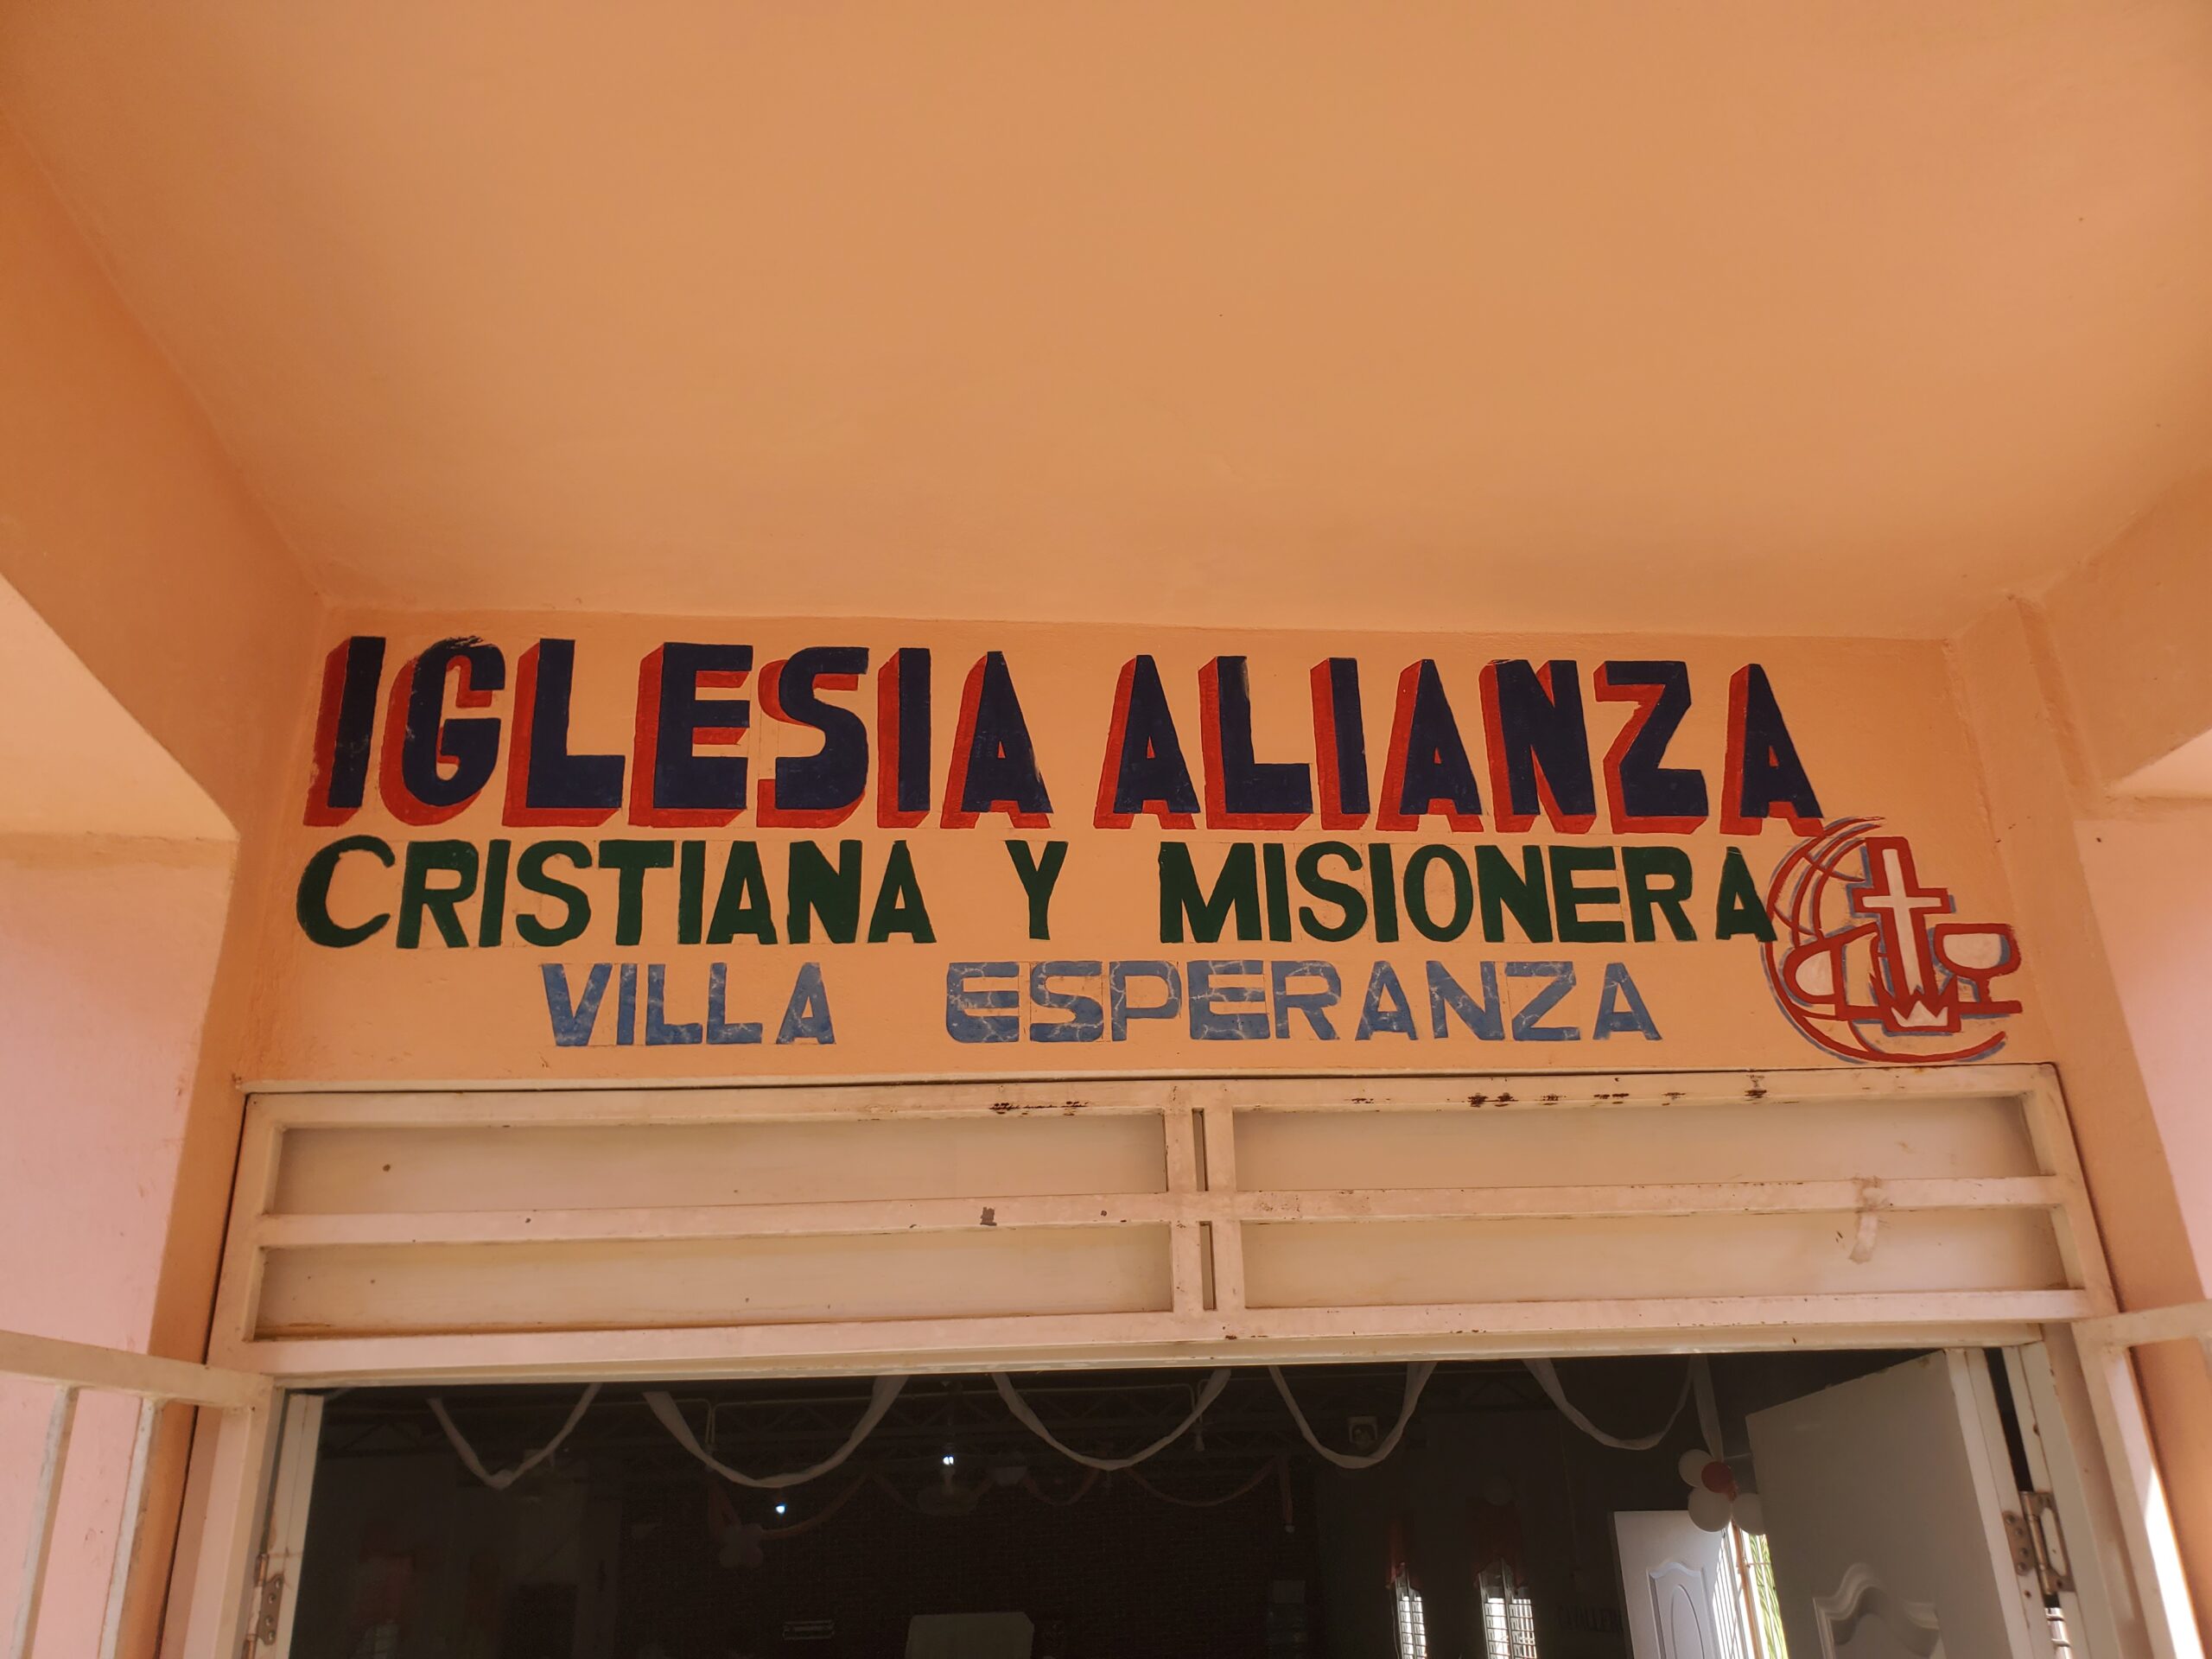 IGLESIA ALIANZA
CRISTIANA Y MISIONERA
VILLA ESPERANZA